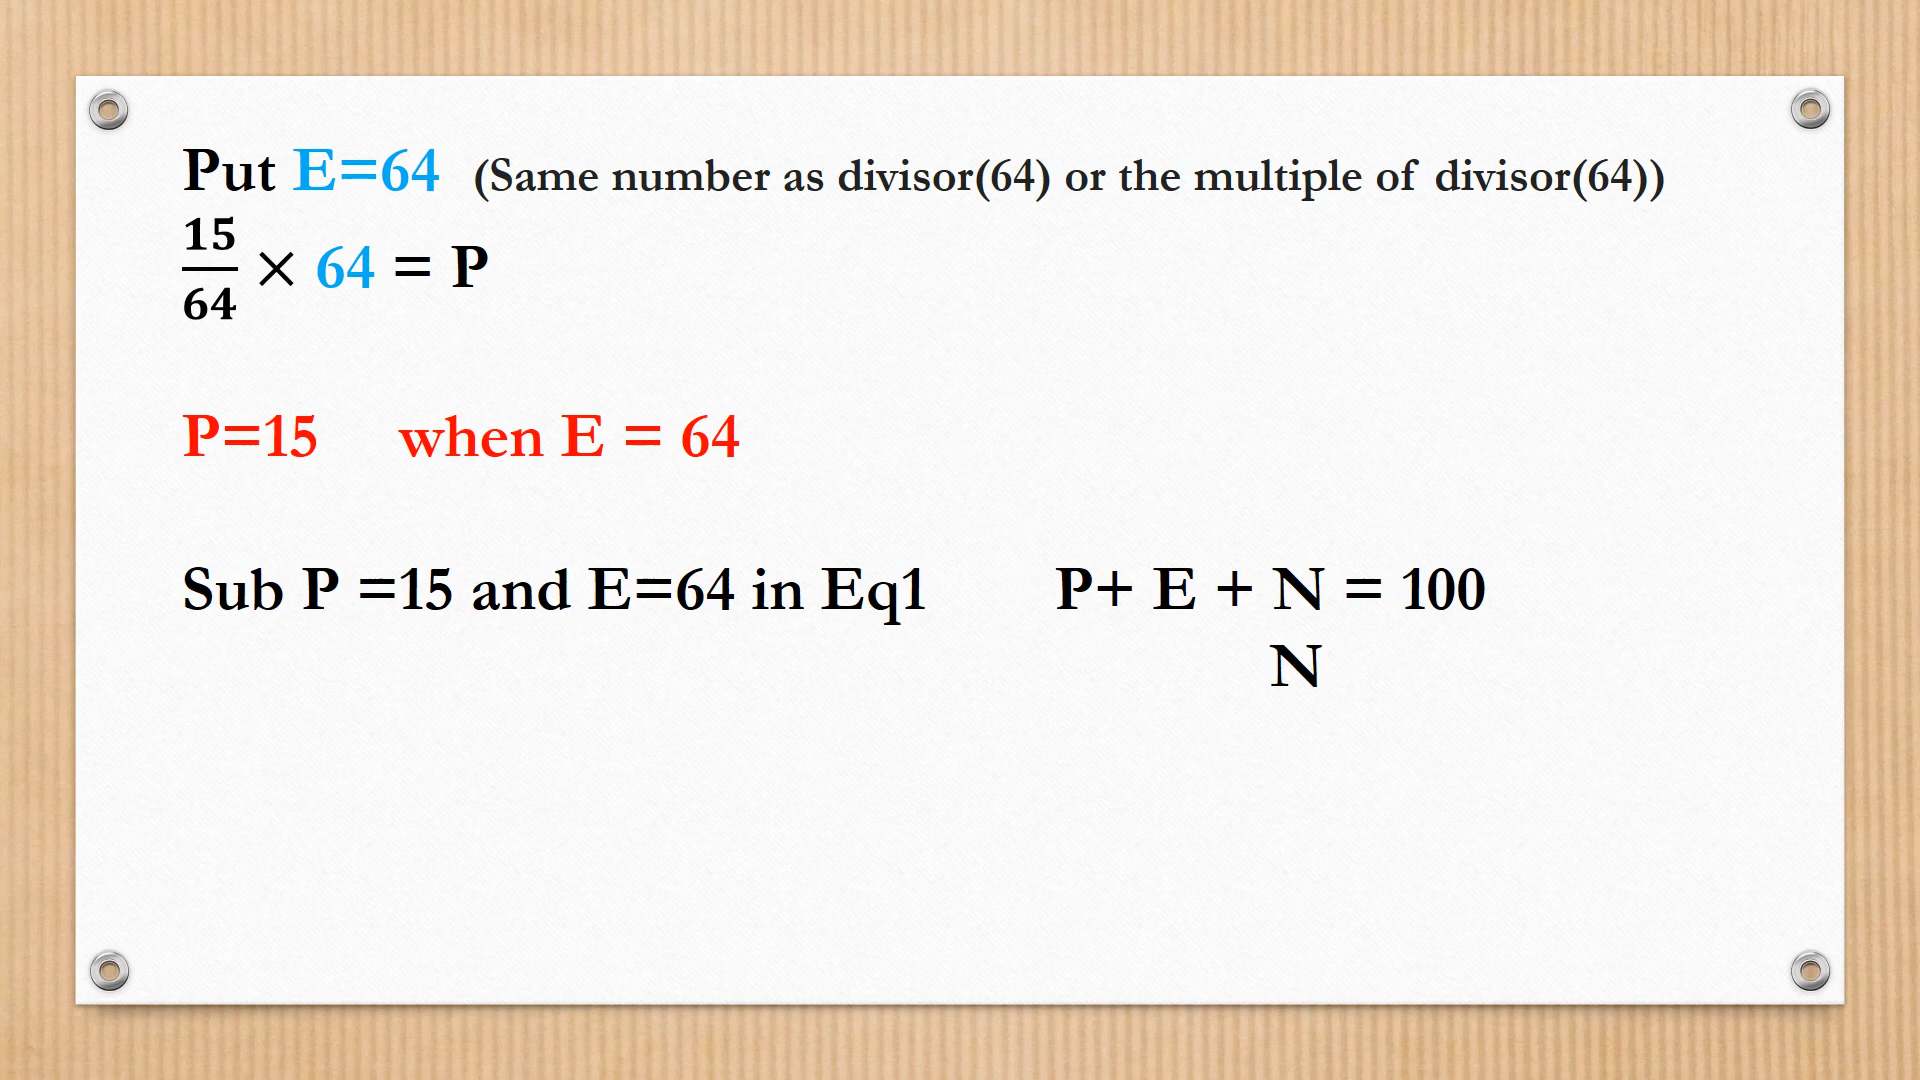 Put E=64 (Same number as divisor(64) or the multiple of divisor(64))
15/64 × 64 = P
P=15 when E = 64
Sub P =15 and E=64 in Eq1 P+ E + N = 100
N